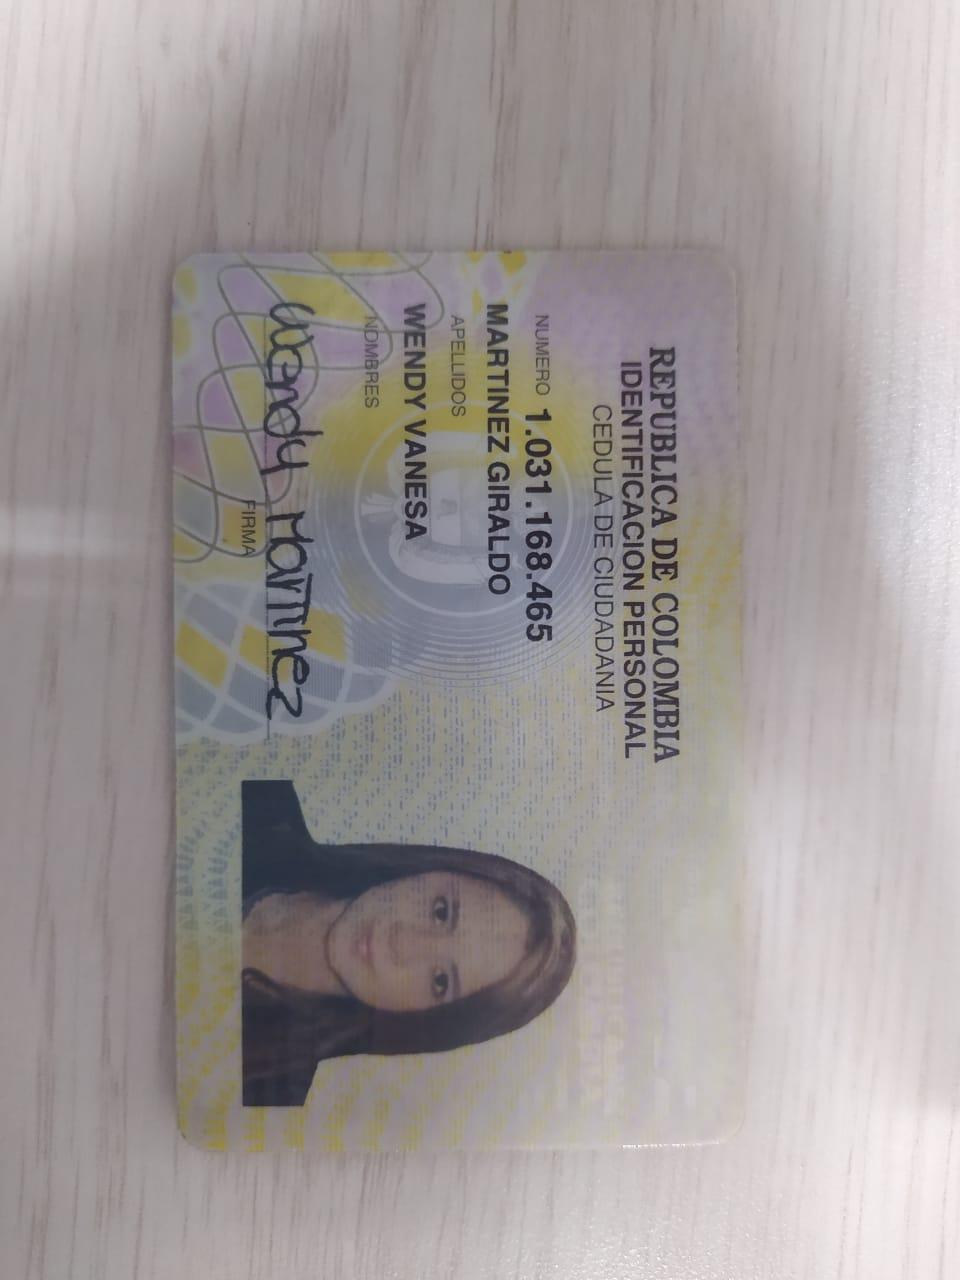 REPUBLICA DE COLOMBIA
IDENTIFICACION PERSONAL
CEDULA DE CIUDADANIA
NUMERO 1.031.168.465
MARTINEZ GIRALDO
APELLIDOS
WENDY VANESA
NOMBRES
Wendy Martinez
FIRMA